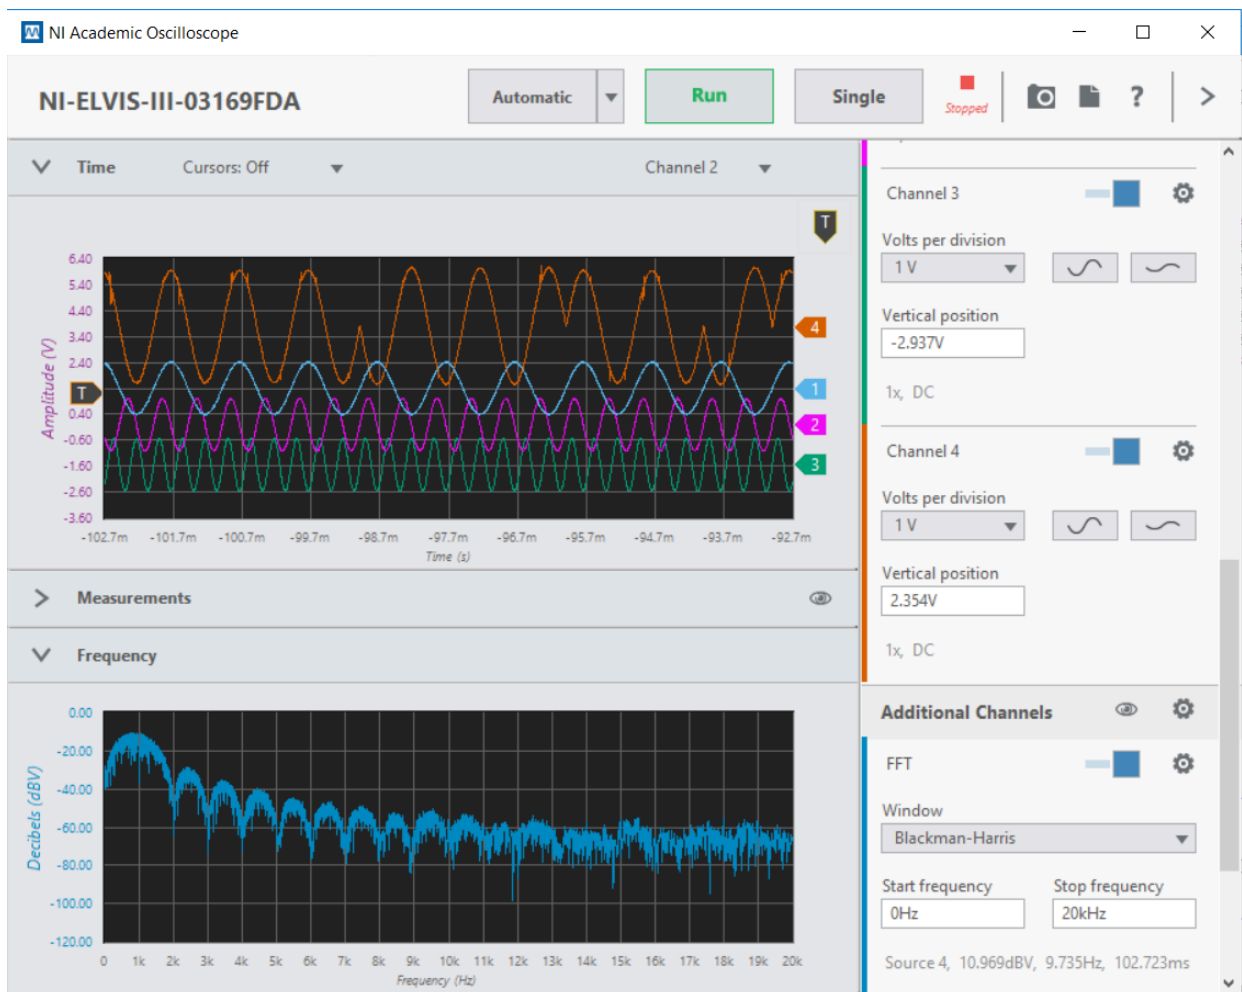 NI Academic Oscilloscope
NI-ELVIS-III-03169FDA
Automatic
Run
Single
Stopped
?
Time
Cursors: Off
Channel 2
T
6.40
5.40
4.40
3.40
2.40
0.40
-0.60
-1.60
-2.60
-3.60
Amplitude (V)
T
4
1
2
3
-102.7m -101.7m -100.7m -99.7m -98.7m -97.7m -96.7m -95.7m -94.7m -93.7m -92.7m
Time (s)
Measurements
Frequency
0.00
-20.00
-40.00
-60.00
-80.00
-100.00
-120.00
Decibels (dBV)
0 1k 2k 3k 4k 5k 6k 7k 8k 9k 10k 11k 12k 13k 14k 15k 16k 17k 18k 19k 20k
Frequency (Hz)
Channel 3
Volts per division
1 V
Vertical position
-2.937V
1x, DC
Channel 4
Volts per division
1 V
Vertical position
2.354V
1x, DC
Additional Channels
FFT
Window
Blackman-Harris
Start frequency Stop frequency
0Hz 20kHz
Source 4, 10.969dBV, 9.735Hz, 102.723ms